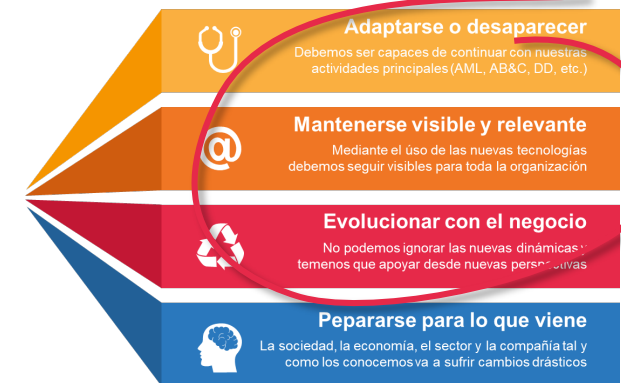 Adaptarse o desaparecer
Debemos ser capaces de continuar con nuestras
actividades principales (AML, AB&C, DD, etc.)
@
Mantenerse visible y relevante
Mediante el úso de las nuevas tecnologías
debemos seguir visibles para toda la organización
Evolucionar con el negocio
No podemos ignorar las nuevas dinámicas y
temenos que apoyar desde nuevas perspectivas
Pepararse para lo que viene
La sociedad, la economía, el sector y la compañía tal y
como los conocemos va a sufrir cambios drásticos